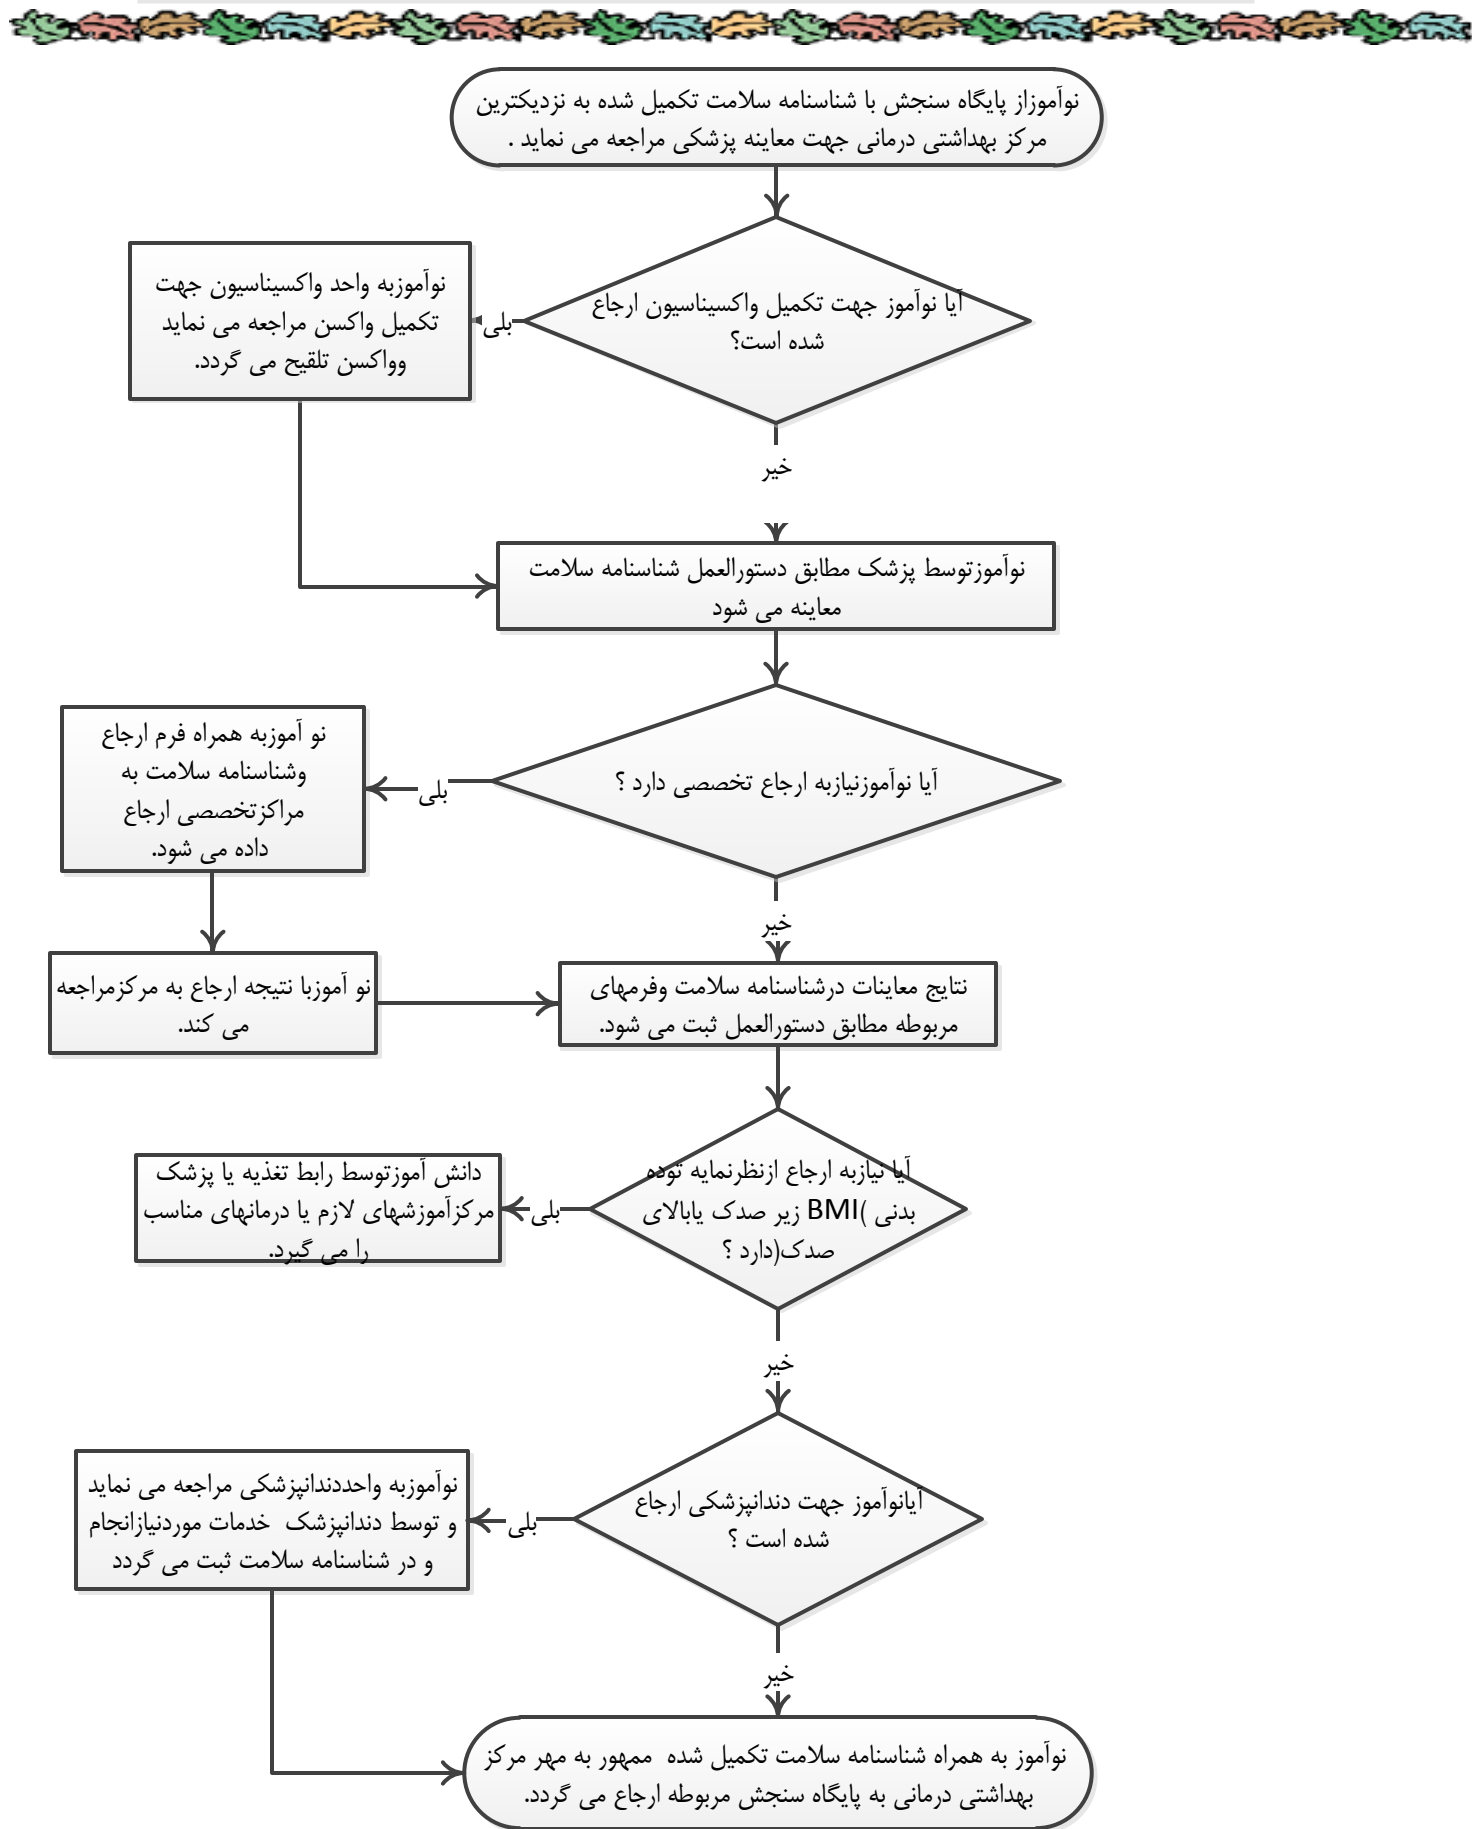 نوآموزاز پایگاه سنجش با شناسنامه سلامت تکمیل شده به نزدیکترین
مرکز بهداشتی درمانی جهت معاینه پزشکی مراجعه می نماید .
آیا نوآموز جهت تکمیل واکسیناسیون ارجاع
شده است؟
بلی
نوآموزبه واحد واکسیناسیون جهت
تکمیل واکسن مراجعه می نماید
وواکسن تلقیح می گردد.
خیر
نوآموزتوسط پزشک مطابق دستورالعمل شناسنامه سلامت
معاینه می شود
آیا نوآموزنیازبه ارجاع تخصصی دارد ؟
بلی
نو آموزبه همراه فرم ارجاع
وشناسنامه سلامت به
مراکزتخصصی ارجاع
داده می شود.
خیر
نو آموزبا نتیجه ارجاع به مرکزمراجعه
می کند.
نتایج معاینات درشناسنامه سلامت وفرمهای
مربوطه مطابق دستورالعمل ثبت می شود.
آیا نیازبه ارجاع ازنظرنمایه توده
بدنی )BMI زیر صدک یابالای
صدک(دارد ؟
بلی
دانش آموزتوسط رابط تغذیه یا پزشک
مرکزآموزشهای لازم یا درمانهای مناسب
را می گیرد.
خیر
آیانوآموز جهت دندانپزشکی ارجاع
شده است ؟
بلی
نوآموزبه واحددندانپزشکی مراجعه می نماید
و توسط دندانپزشک خدمات موردنیازانجام
و در شناسنامه سلامت ثبت می گردد
خیر
نوآموز به همراه شناسنامه سلامت تکمیل شده ممهور به مهر مرکز
بهداشتی درمانی به پایگاه سنجش مربوطه ارجاع می گردد.